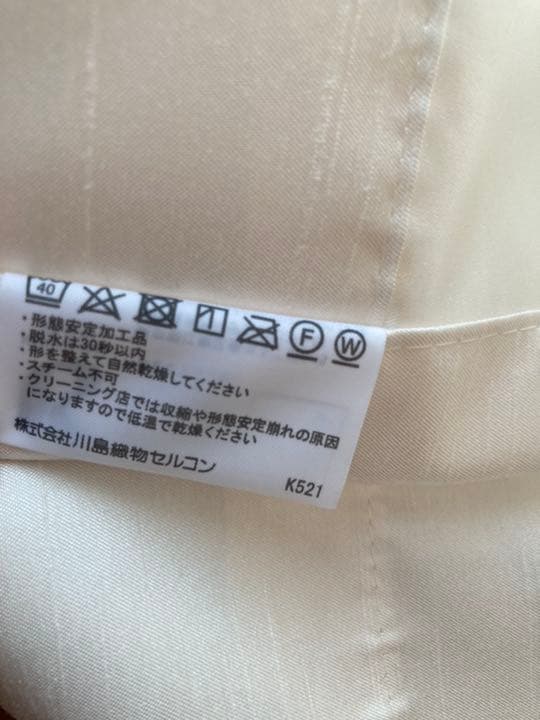 40 F W
・形態安定加工品
・脱水は30秒以内
・形を整えて自然乾燥してください
・スチーム不可
・クリーニング店では収縮や形態安定崩れの原因
になりますので低温で乾燥ください
株式会社川島織物セルコン
K521